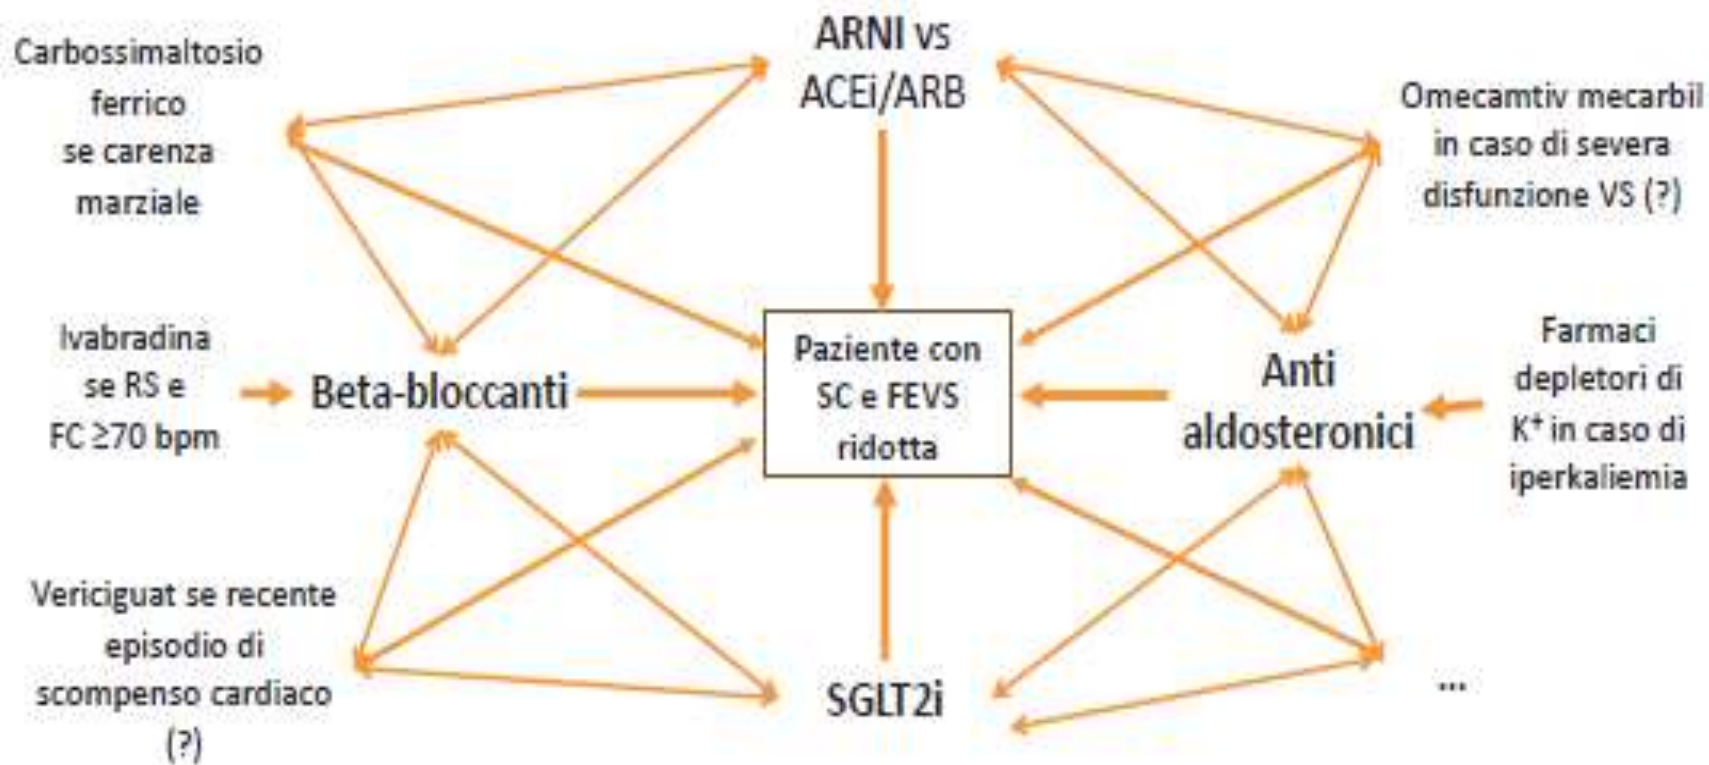 Carbossimaltosio
ferrico
se carenza
marziale
ARNI vs
ACEi/ARB
Omecamtiv mecarbil
in caso di severa
disfunzione VS (?)
Ivabradina
se RS e
FC ≥70 bpm
Beta-bloccanti
Paziente con
SC e FEVS
ridotta
Anti
aldosteronici
Farmaci
depletori di
K⁺ in caso di
iperkaliemia
Vericiguat se recente
episodio di
scompenso cardiaco
(?)
SGLT2i
...